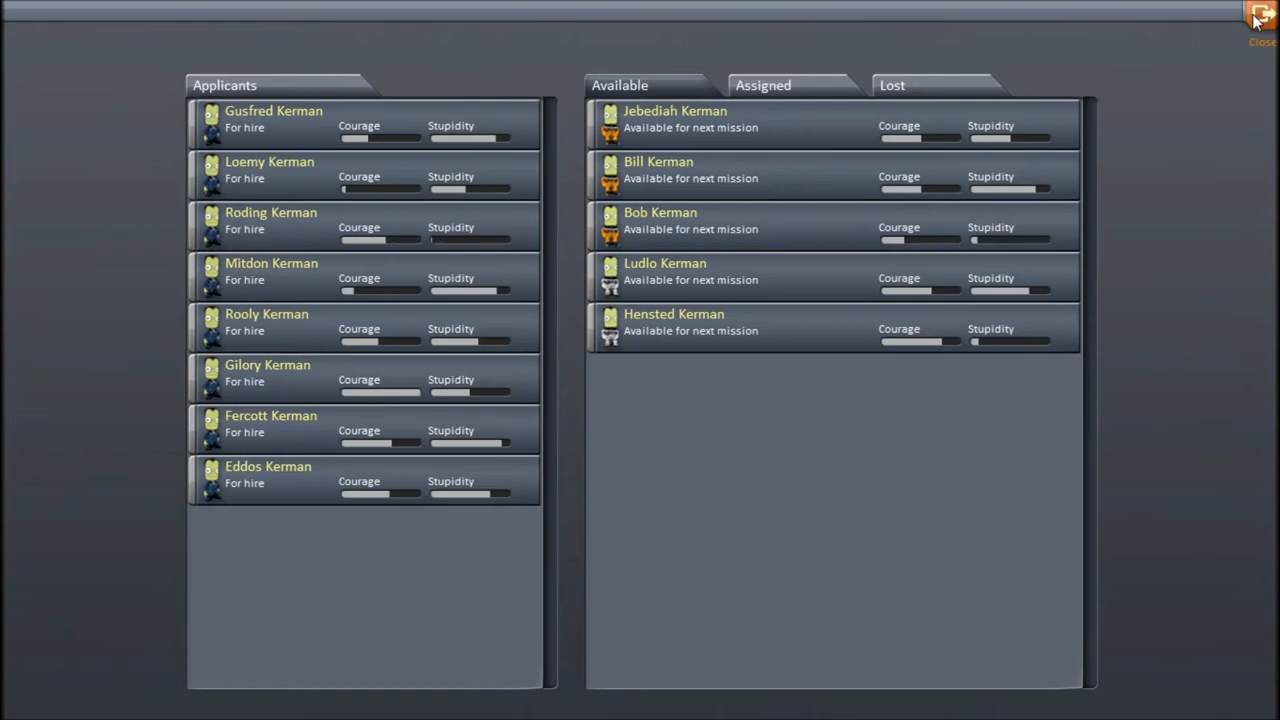 Close
Applicants
Gusfred Kerman
For hire
Courage
Stupidity
Loemy Kerman
For hire
Courage
Stupidity
Roding Kerman
For hire
Courage
Stupidity
Mitdon Kerman
For hire
Courage
Stupidity
Rooly Kerman
For hire
Courage
Stupidity
Gilory Kerman
For hire
Courage
Stupidity
Fercott Kerman
For hire
Courage
Stupidity
Eddos Kerman
For hire
Courage
Stupidity
Available
Assigned
Lost
Jebediah Kerman
Available for next mission
Courage
Stupidity
Bill Kerman
Available for next mission
Courage
Stupidity
Bob Kerman
Available for next mission
Courage
Stupidity
Ludlo Kerman
Available for next mission
Courage
Stupidity
Hensted Kerman
Available for next mission
Courage
Stupidity